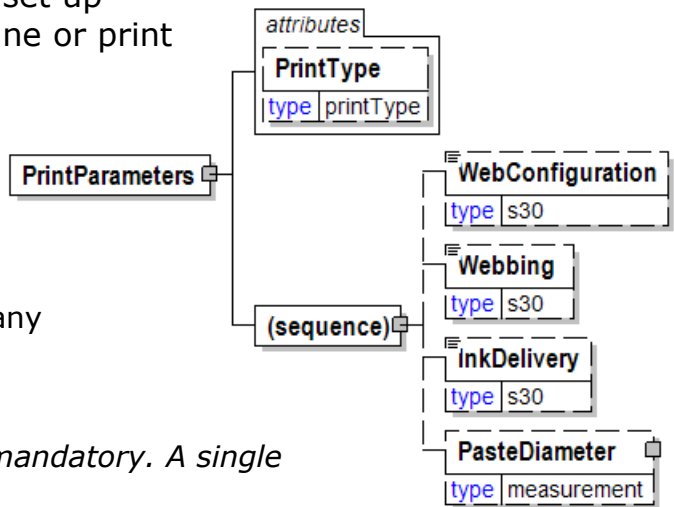 set up
ne or print
any
mandatory. A single
attributes
PrintType
type printType
PrintParameters
(sequence)
WebConfiguration
type s30
Webbing
type s30
InkDelivery
type s30
PasteDiameter
type measurement